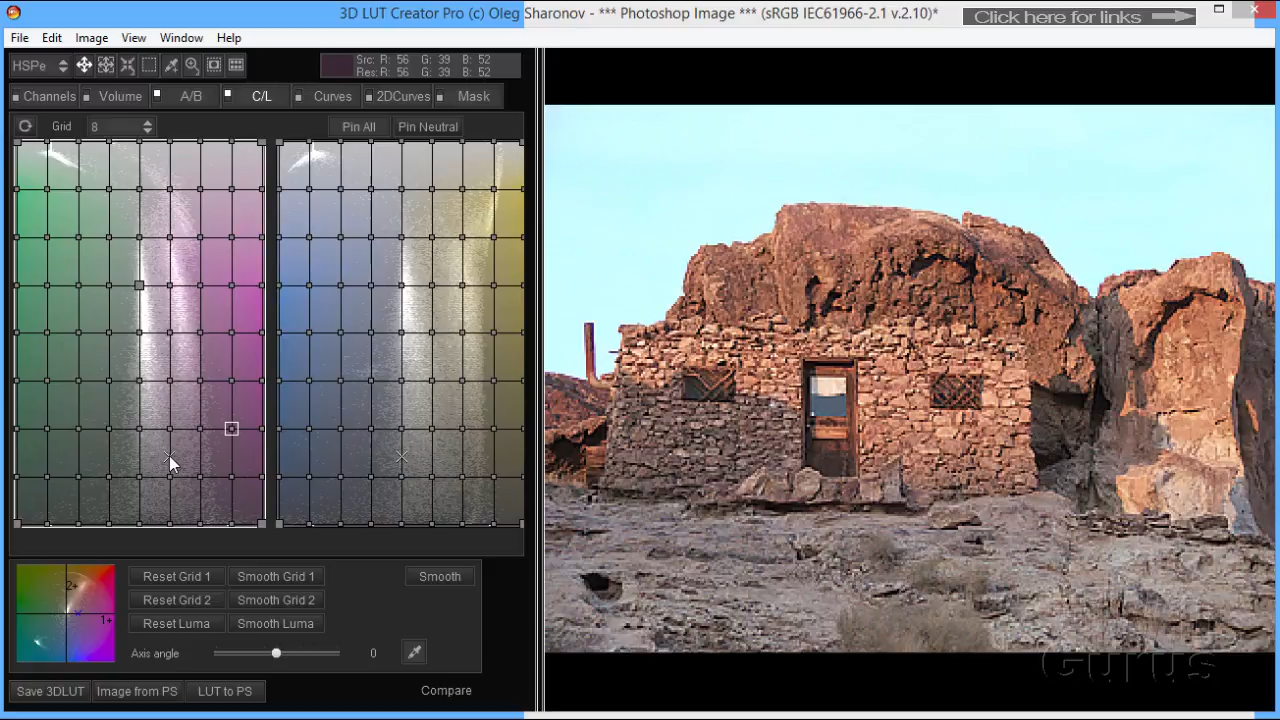 3D LUT Creator Pro (c) Oleg Sharonov - *** Photoshop Image *** (sRGB IEC61966-2.1 v.2.10)*
Click here for links
File Edit Image View Window Help
HSPe
Src: R: 56 G: 39 B: 52
Res: R: 56 G: 39 B: 52
Channels Volume A/B C/L Curves 2DCurves Mask
Grid 8 Pin All Pin Neutral
2+
1+
Reset Grid 1 Smooth Grid 1 Smooth
Reset Grid 2 Smooth Grid 2
Reset Luma Smooth Luma
Axis angle 0
Save 3DLUT Image from PS LUT to PS Compare
Gurus